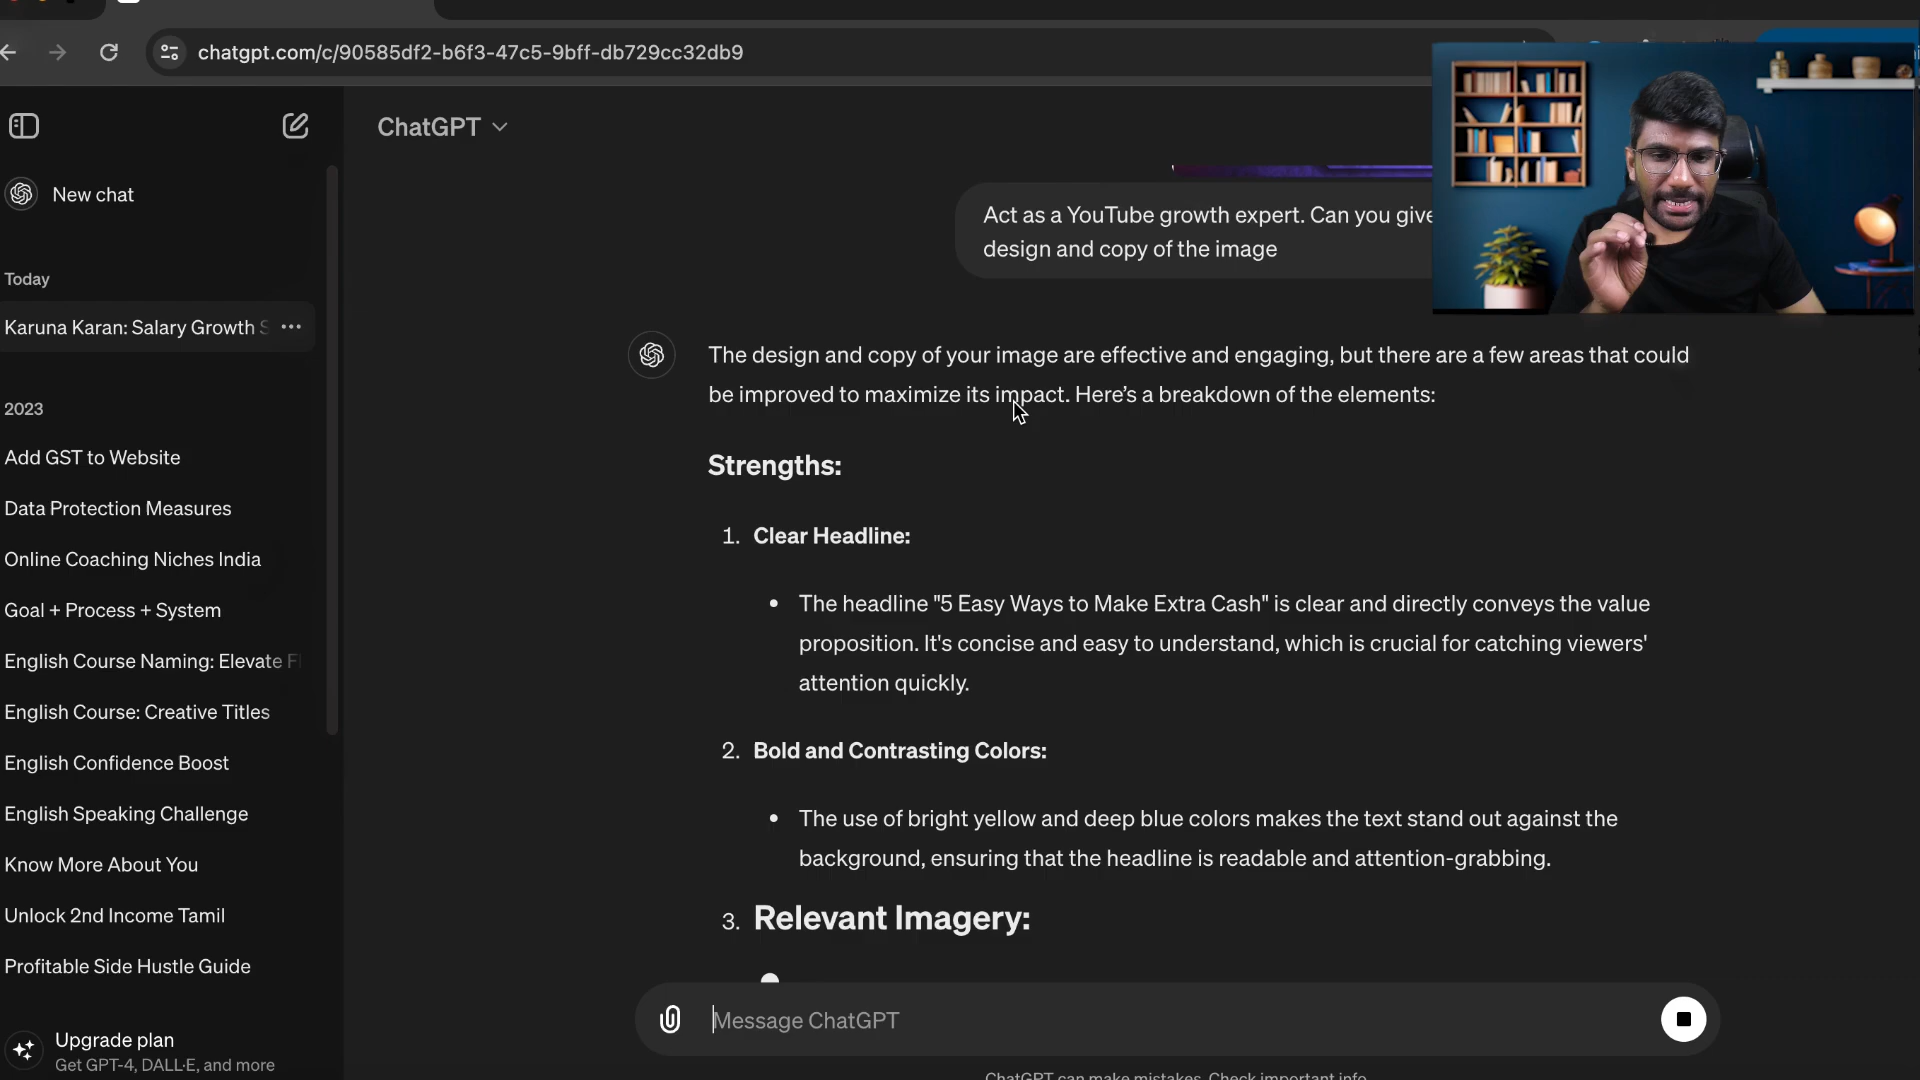 chatgpt.com/c/90585df2-b6f3-47c5-9bff-db729cc32db9
ChatGPT
New chat
Today
Karuna Karan: Salary Growth S
2023
Add GST to Website
Data Protection Measures
Online Coaching Niches India
Goal + Process + System
English Course Naming: Elevate F
English Course: Creative Titles
English Confidence Boost
English Speaking Challenge
Know More About You
Unlock 2nd Income Tamil
Profitable Side Hustle Guide
Upgrade plan
Get GPT-4, DALL·E, and more
Act as a YouTube growth expert. Can you give
design and copy of the image
The design and copy of your image are effective and engaging, but there are a few areas that could
be improved to maximize its impact. Here’s a breakdown of the elements:
Strengths:
1. Clear Headline:
• The headline "5 Easy Ways to Make Extra Cash" is clear and directly conveys the value
proposition. It's concise and easy to understand, which is crucial for catching viewers'
attention quickly.
2. Bold and Contrasting Colors:
• The use of bright yellow and deep blue colors makes the text stand out against the
background, ensuring that the headline is readable and attention-grabbing.
3. Relevant Imagery:
Message ChatGPT
ChatGPT can make mistakes. Check important info.